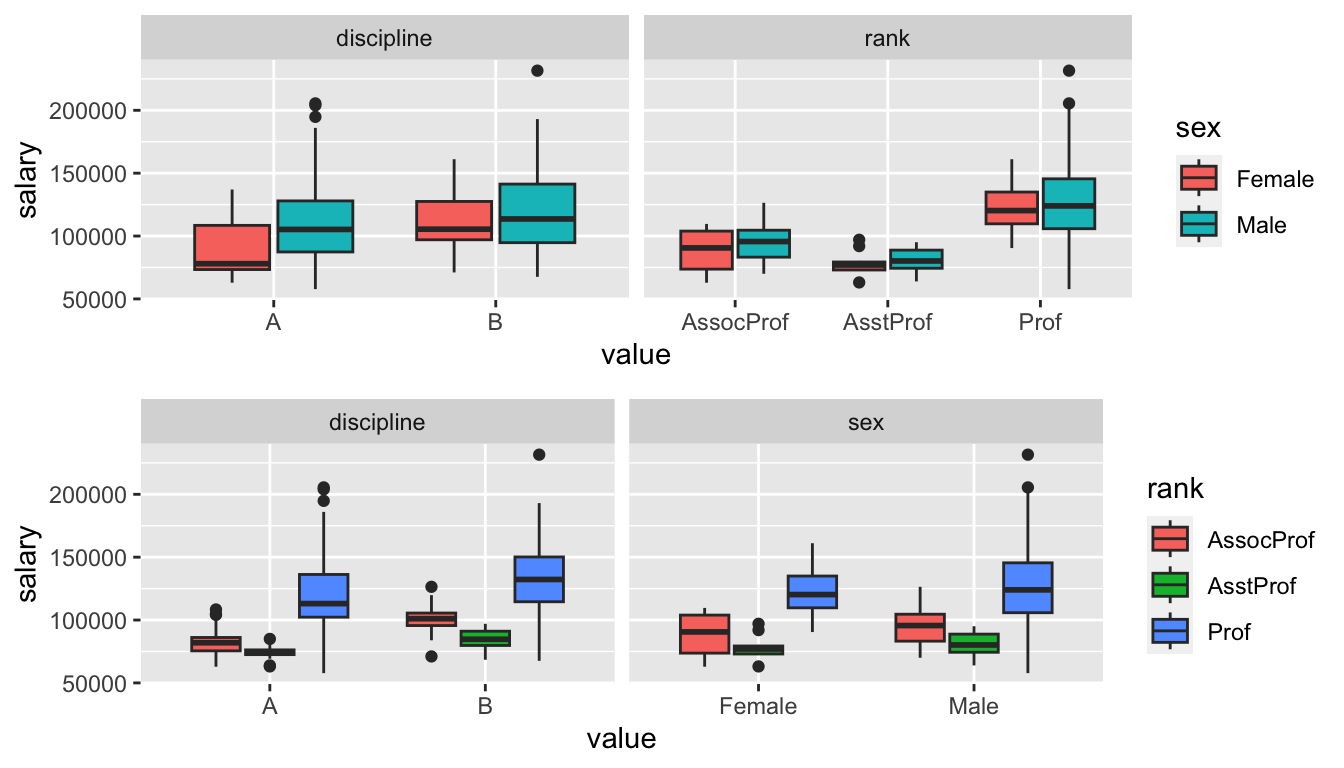 discipline
rank
200000
150000
100000
50000
salary
A
B
AssocProf
AsstProf
Prof
value
sex
Female
Male
discipline
sex
200000
150000
100000
50000
salary
A
B
Female
Male
value
rank
AssocProf
AsstProf
Prof